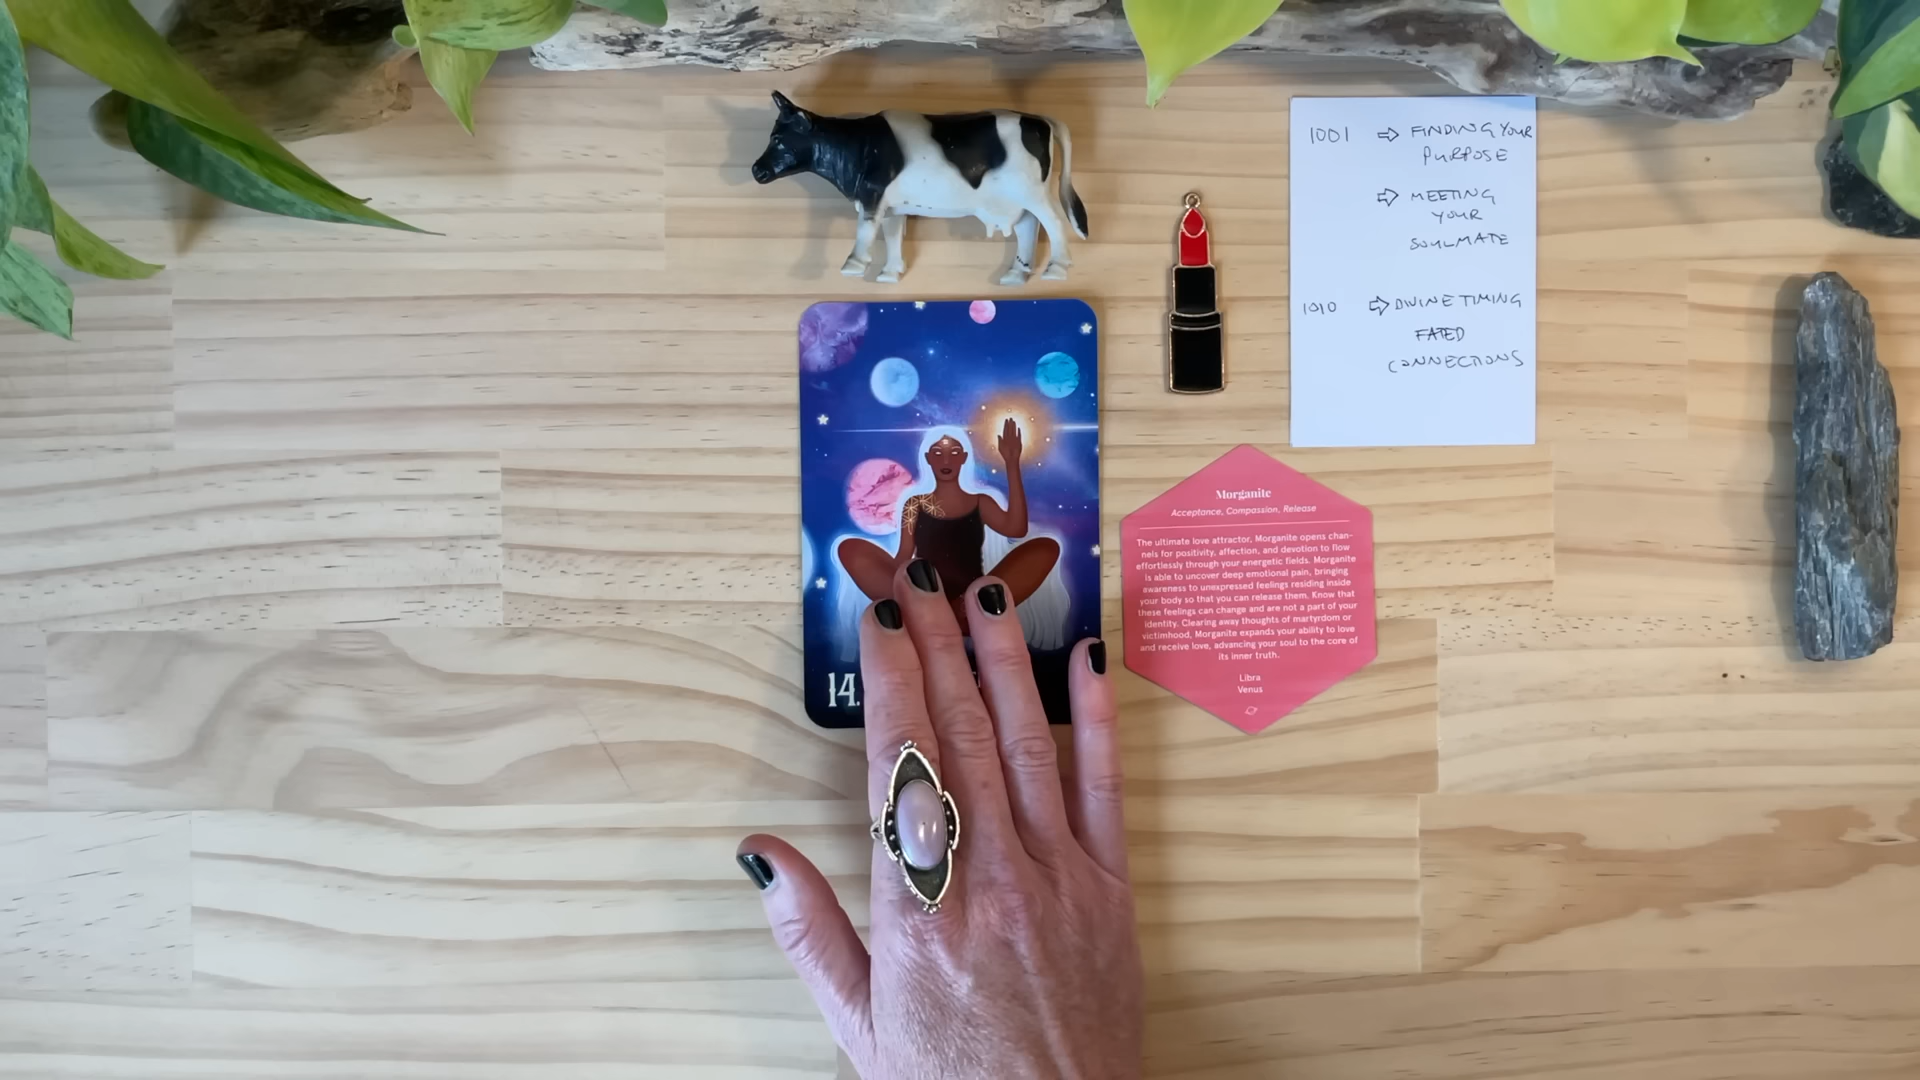 1001 ⇨ FINDING YOUR
PURPOSE
⇨ MEETING
YOUR
SOULMATE
1010 ⇨ DIVINE TIMING
FATED
CONNECTIONS
14.
Morganite
Acceptance, Compassion, Release
The ultimate love attractor, Morganite opens chan-
nels for positivity, affection, and devotion to flow
effortlessly through your energetic fields. Morganite
is able to uncover deep emotional pain, bringing
awareness to unexpressed feelings residing inside
your body so that you can release them. Know that
these feelings can change and are not a part of your
identity. Clearing away thoughts of martyrdom or
victimhood, Morganite expands your ability to love
and receive love, advancing your soul to the core of
its inner truth.
Libra
Venus